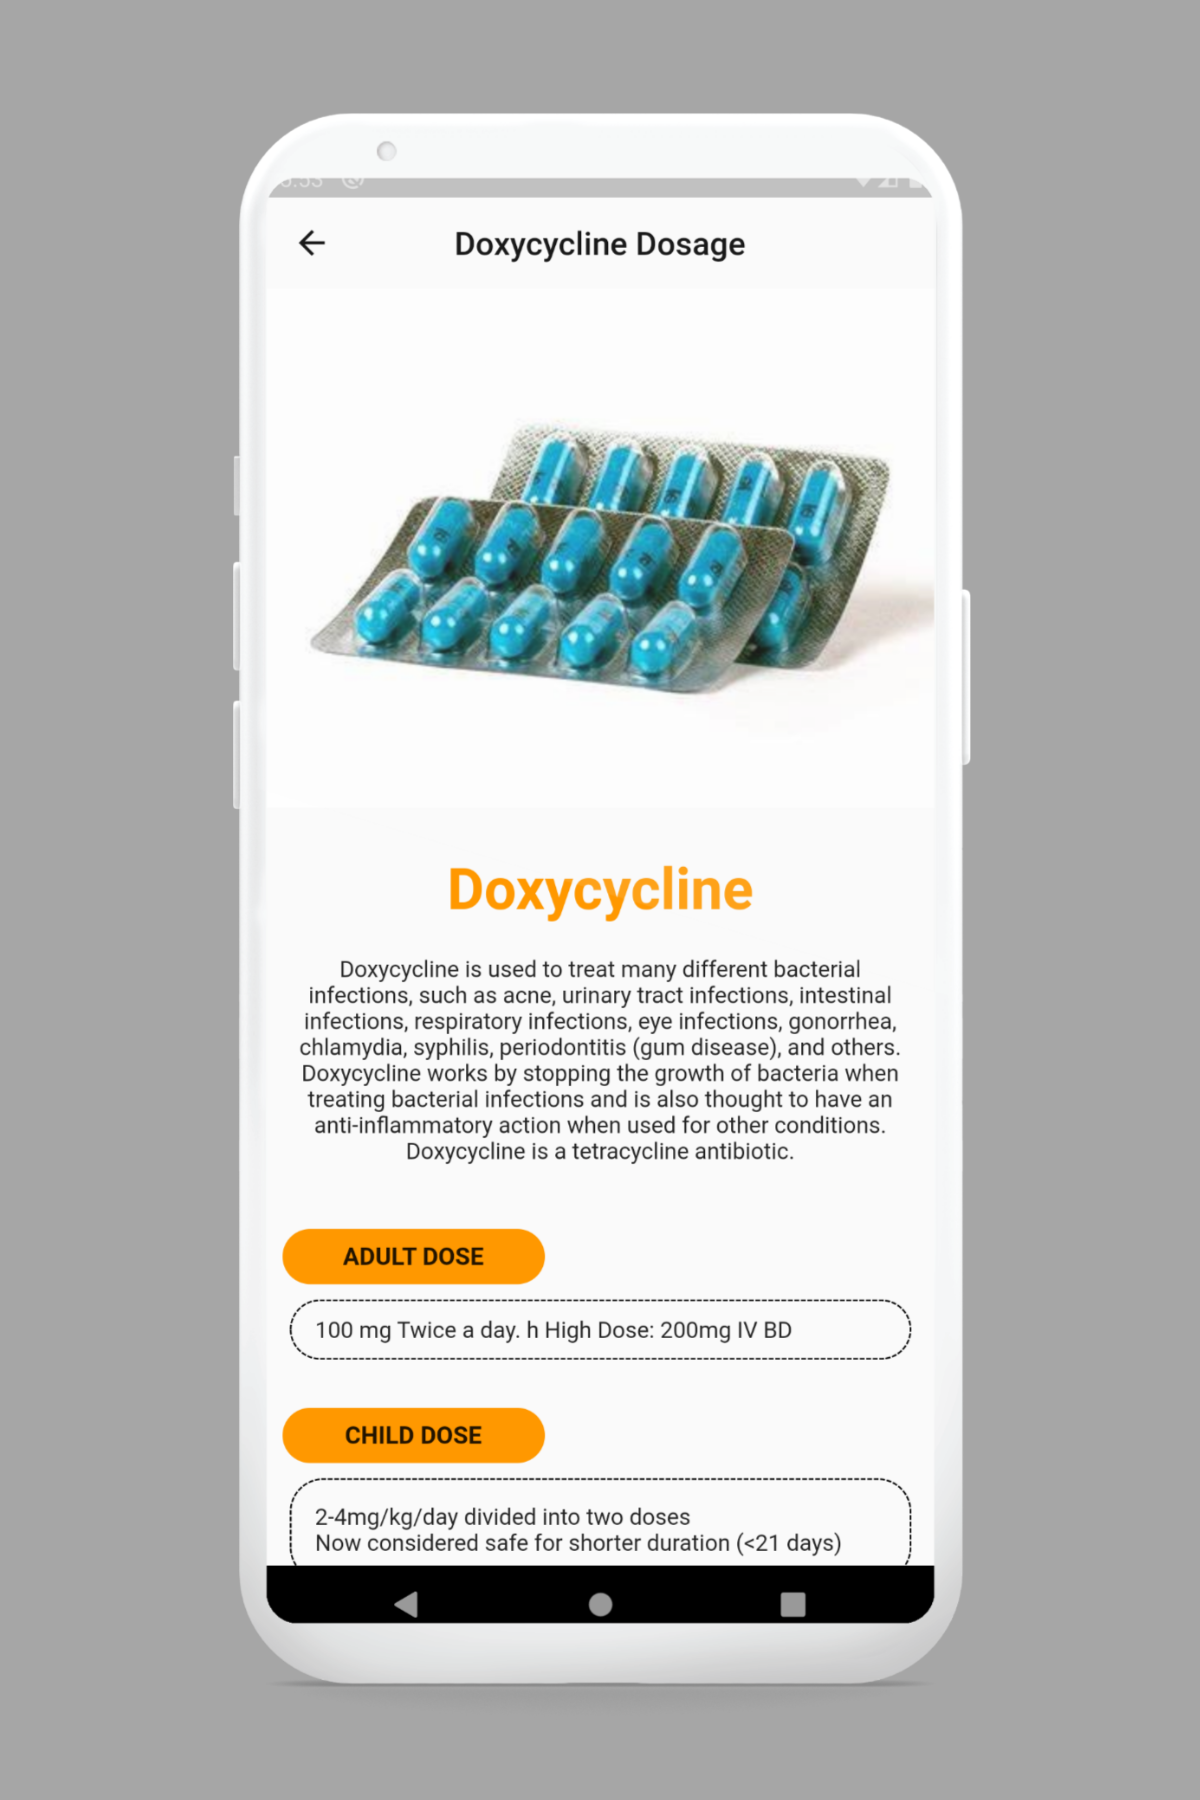 Doxycycline Dosage
Doxycycline
Doxycycline is used to treat many different bacterial
infections, such as acne, urinary tract infections, intestinal
infections, respiratory infections, eye infections, gonorrhea,
chlamydia, syphilis, periodontitis (gum disease), and others.
Doxycycline works by stopping the growth of bacteria when
treating bacterial infections and is also thought to have an
anti-inflammatory action when used for other conditions.
Doxycycline is a tetracycline antibiotic.
ADULT DOSE
100 mg Twice a day. h High Dose: 200mg IV BD
CHILD DOSE
2-4mg/kg/day divided into two doses
Now considered safe for shorter duration (<21 days)